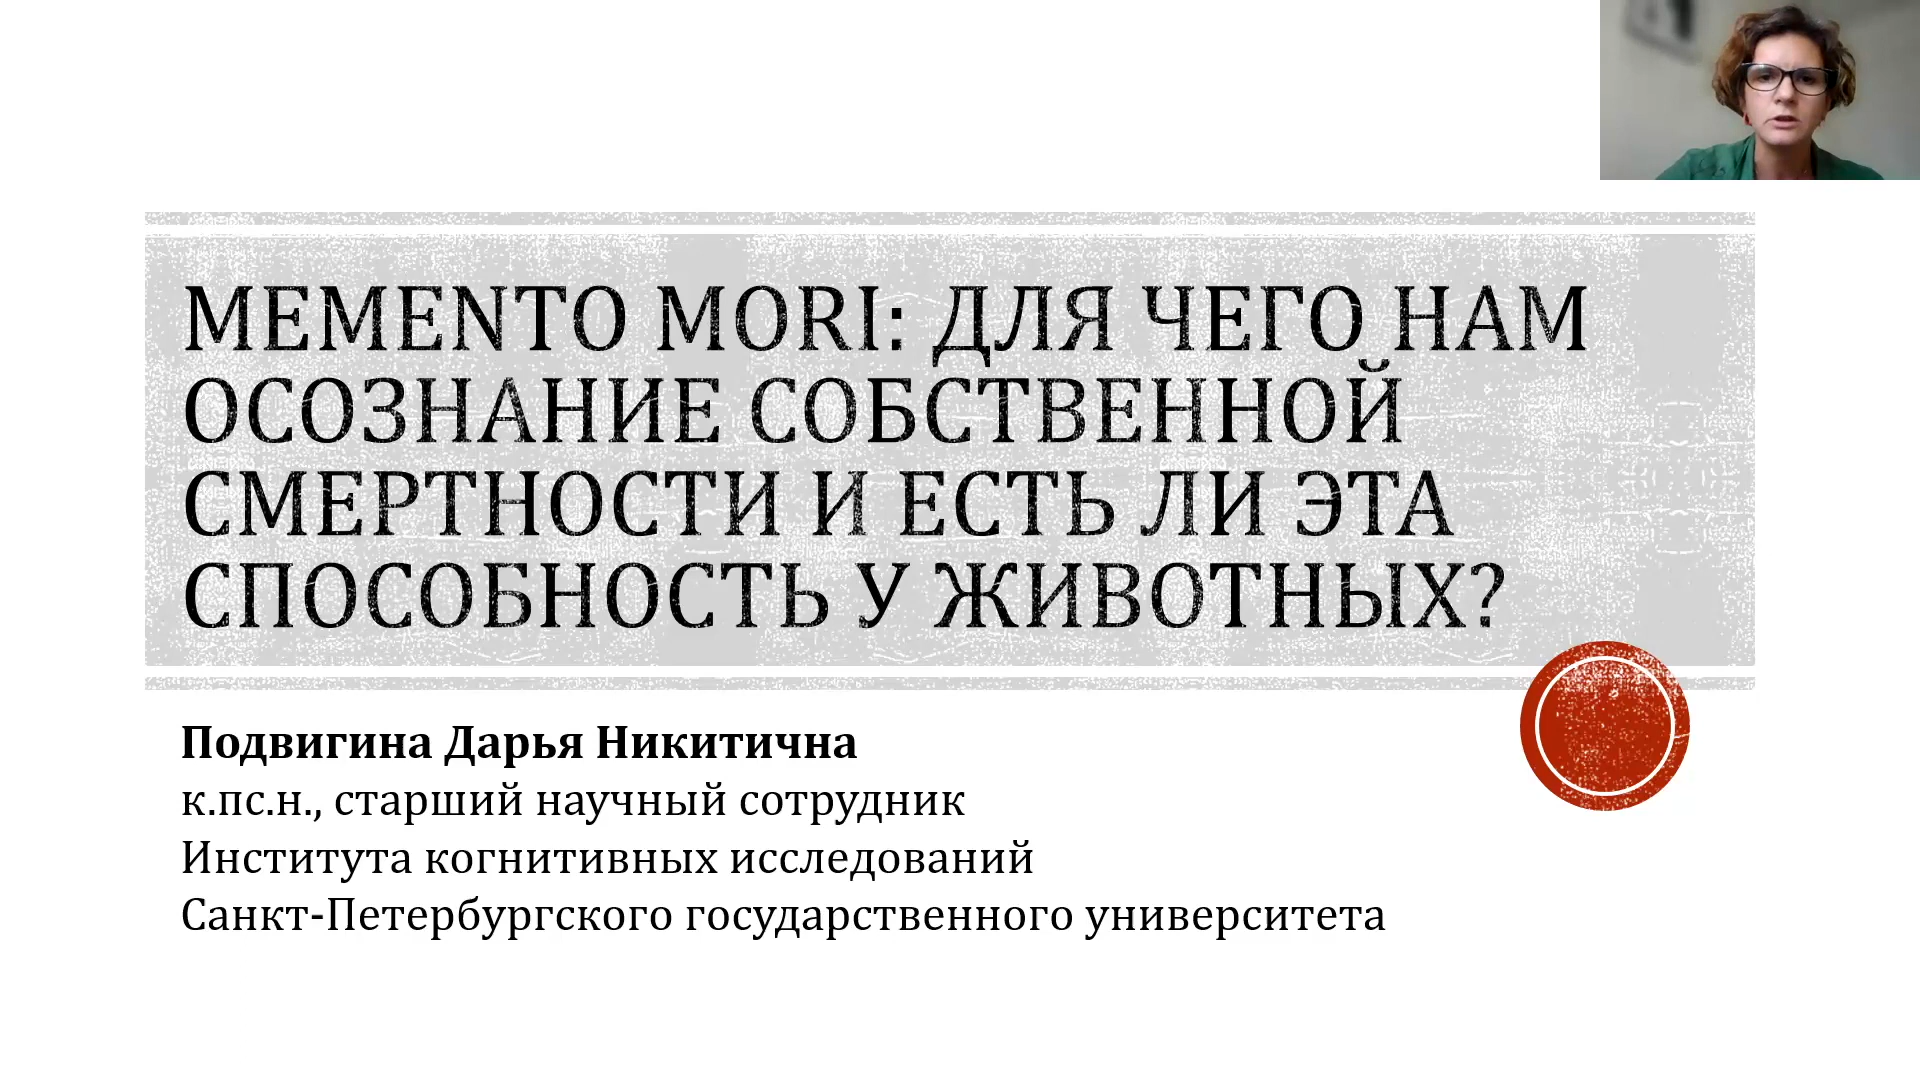 MEMENTO MORI: ДЛЯ ЧЕГО НАМ
ОСОЗНАНИЕ СОБСТВЕННОЙ
СМЕРТНОСТИ И ЕСТЬ ЛИ ЭТА
СПОСОБНОСТЬ У ЖИВОТНЫХ?
Подвигина Дарья Никитична
к.пс.н., старший научный сотрудник
Института когнитивных исследований
Санкт-Петербургского государственного университета